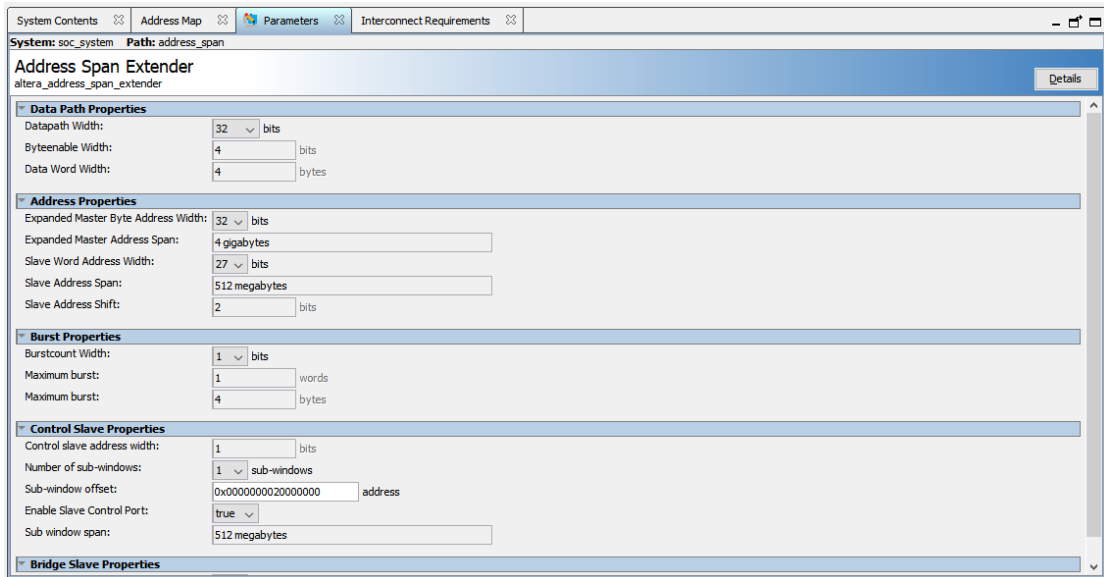 System Contents Address Map Parameters Interconnect Requirements
System: soc_system Path: address_span
Address Span Extender
altera_address_span_extender
Details
Data Path Properties
Datapath Width: 32 bits
Byteenable Width: 4 bits
Data Word Width: 4 bytes
Address Properties
Expanded Master Byte Address Width: 32 bits
Expanded Master Address Span: 4 gigabytes
Slave Word Address Width: 27 bits
Slave Address Span: 512 megabytes
Slave Address Shift: 2 bits
Burst Properties
Burstcount Width: 1 bits
Maximum burst: 1 words
Maximum burst: 4 bytes
Control Slave Properties
Control slave address width: 1 bits
Number of sub-windows: 1 sub-windows
Sub-window offset: 0x0000000020000000 address
Enable Slave Control Port: true
Sub window span: 512 megabytes
Bridge Slave Properties